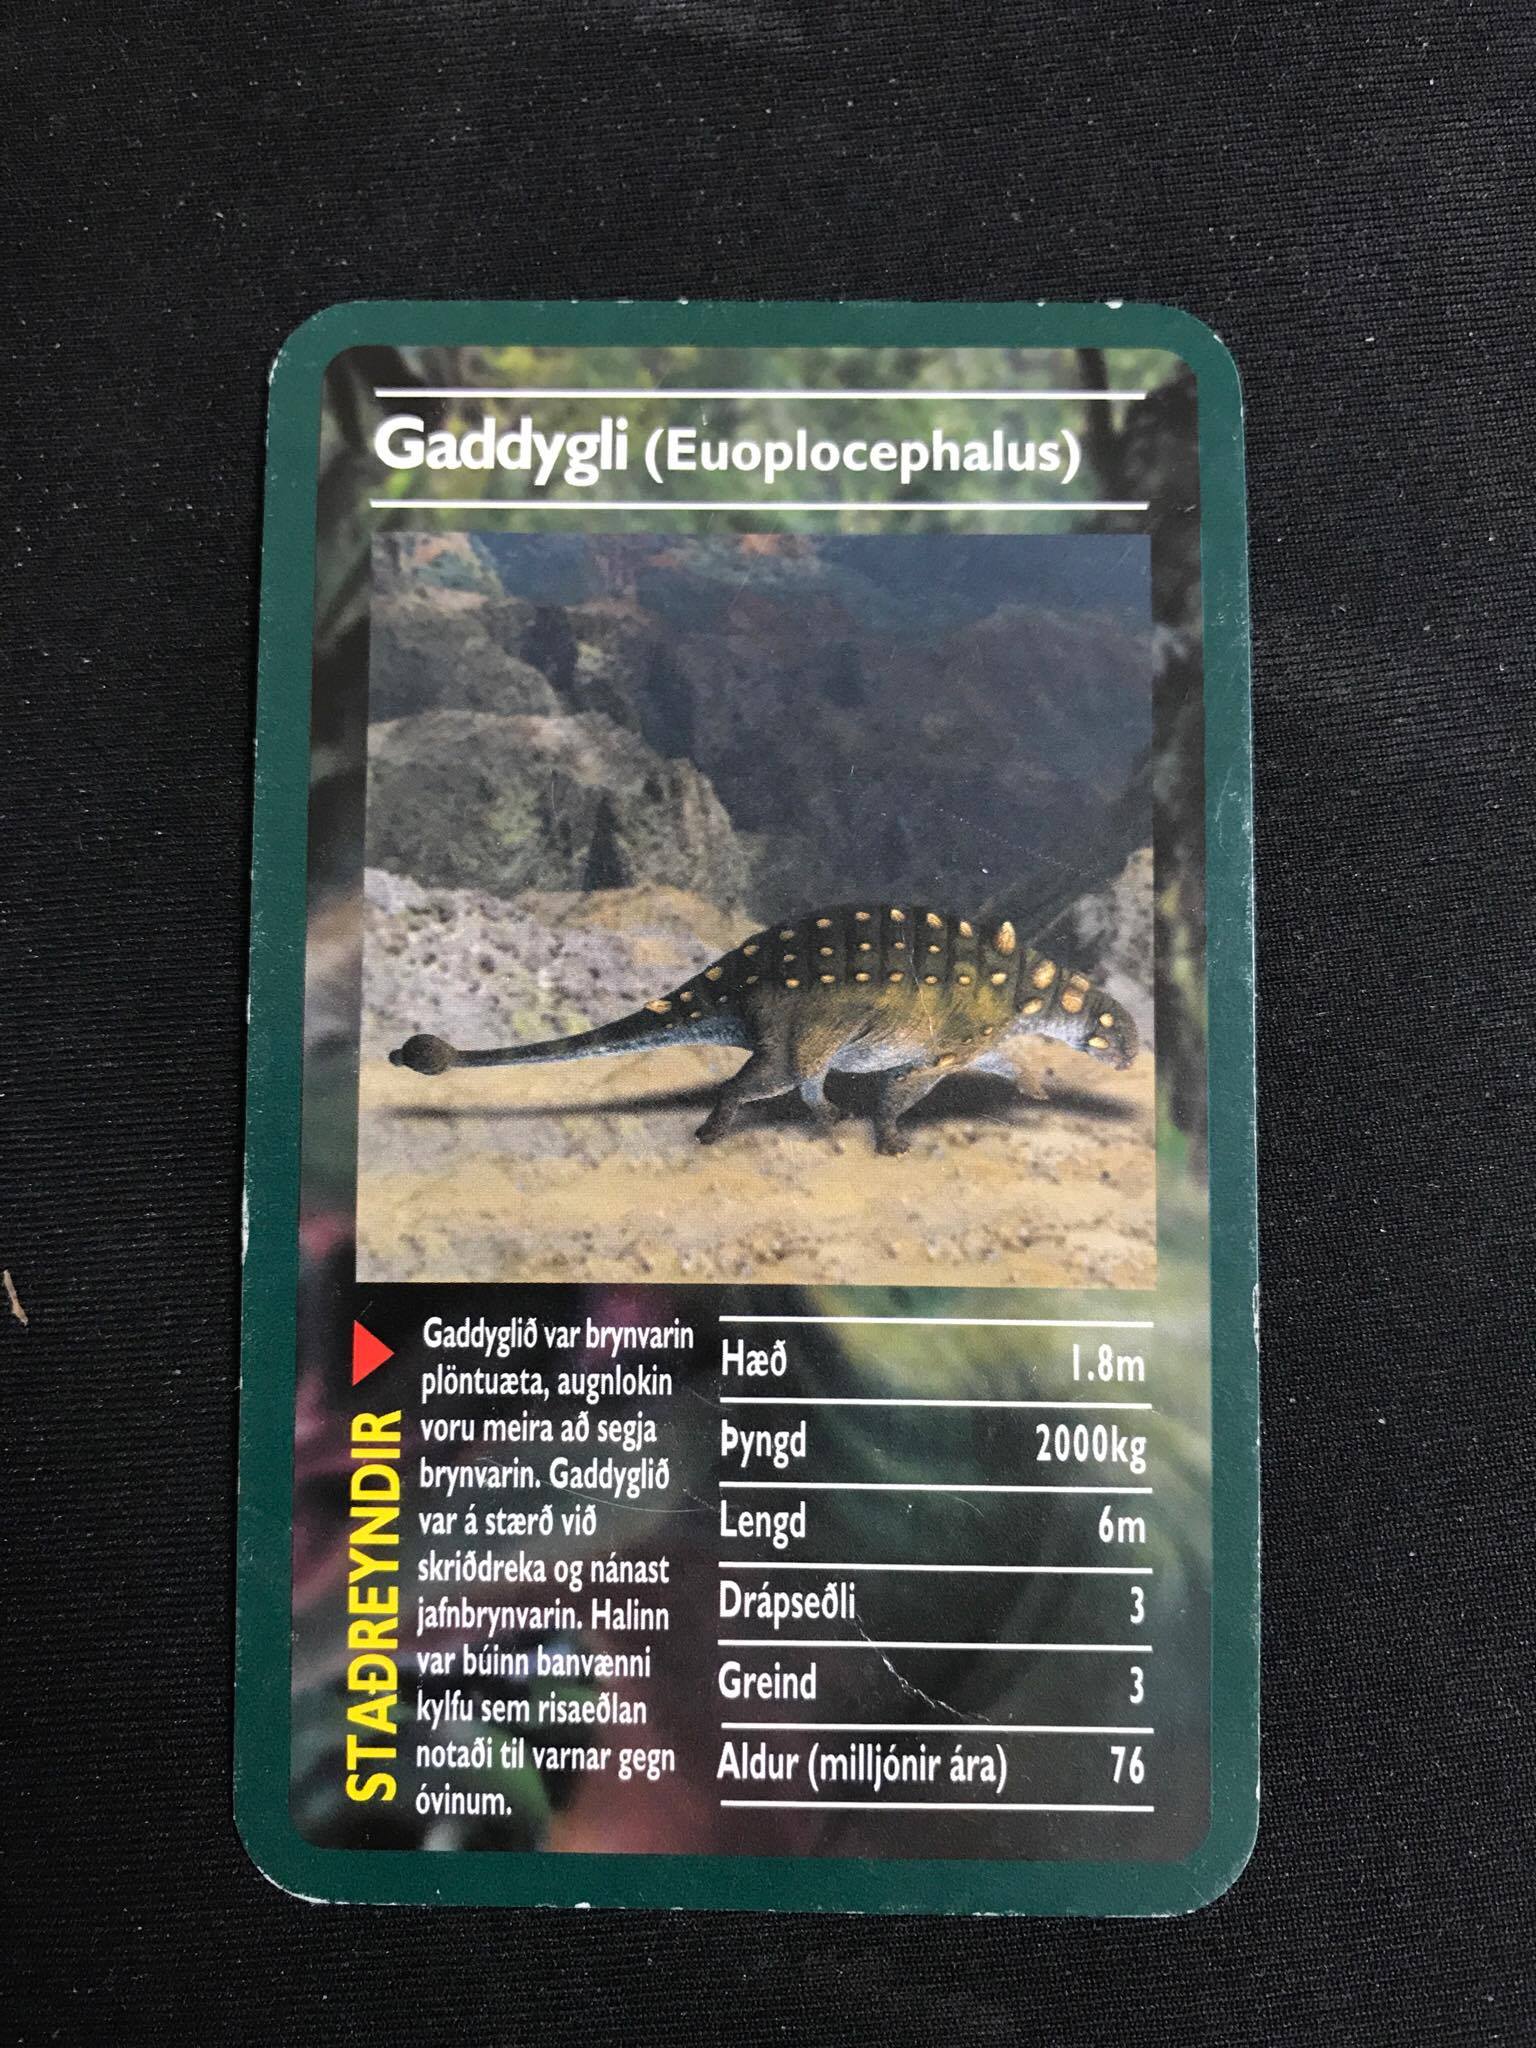 Gaddygli (Euoplocephalus)
STAÐREYNDIR
Gaddyglið var brynvarin
plöntuæta, augnlokin
voru meira að segja
brynvarin. Gaddyglið
var á stærð við
skriðdreka og nánast
jafnbrynvarin. Halinn
var búinn banvænni
kylfu sem risaeðlan
notaði til varnar gegn
óvinum.
Hæð 1.8m
Þyngd 2000kg
Lengd 6m
Drápseðli 3
Greind 3
Aldur (milljónir ára) 76